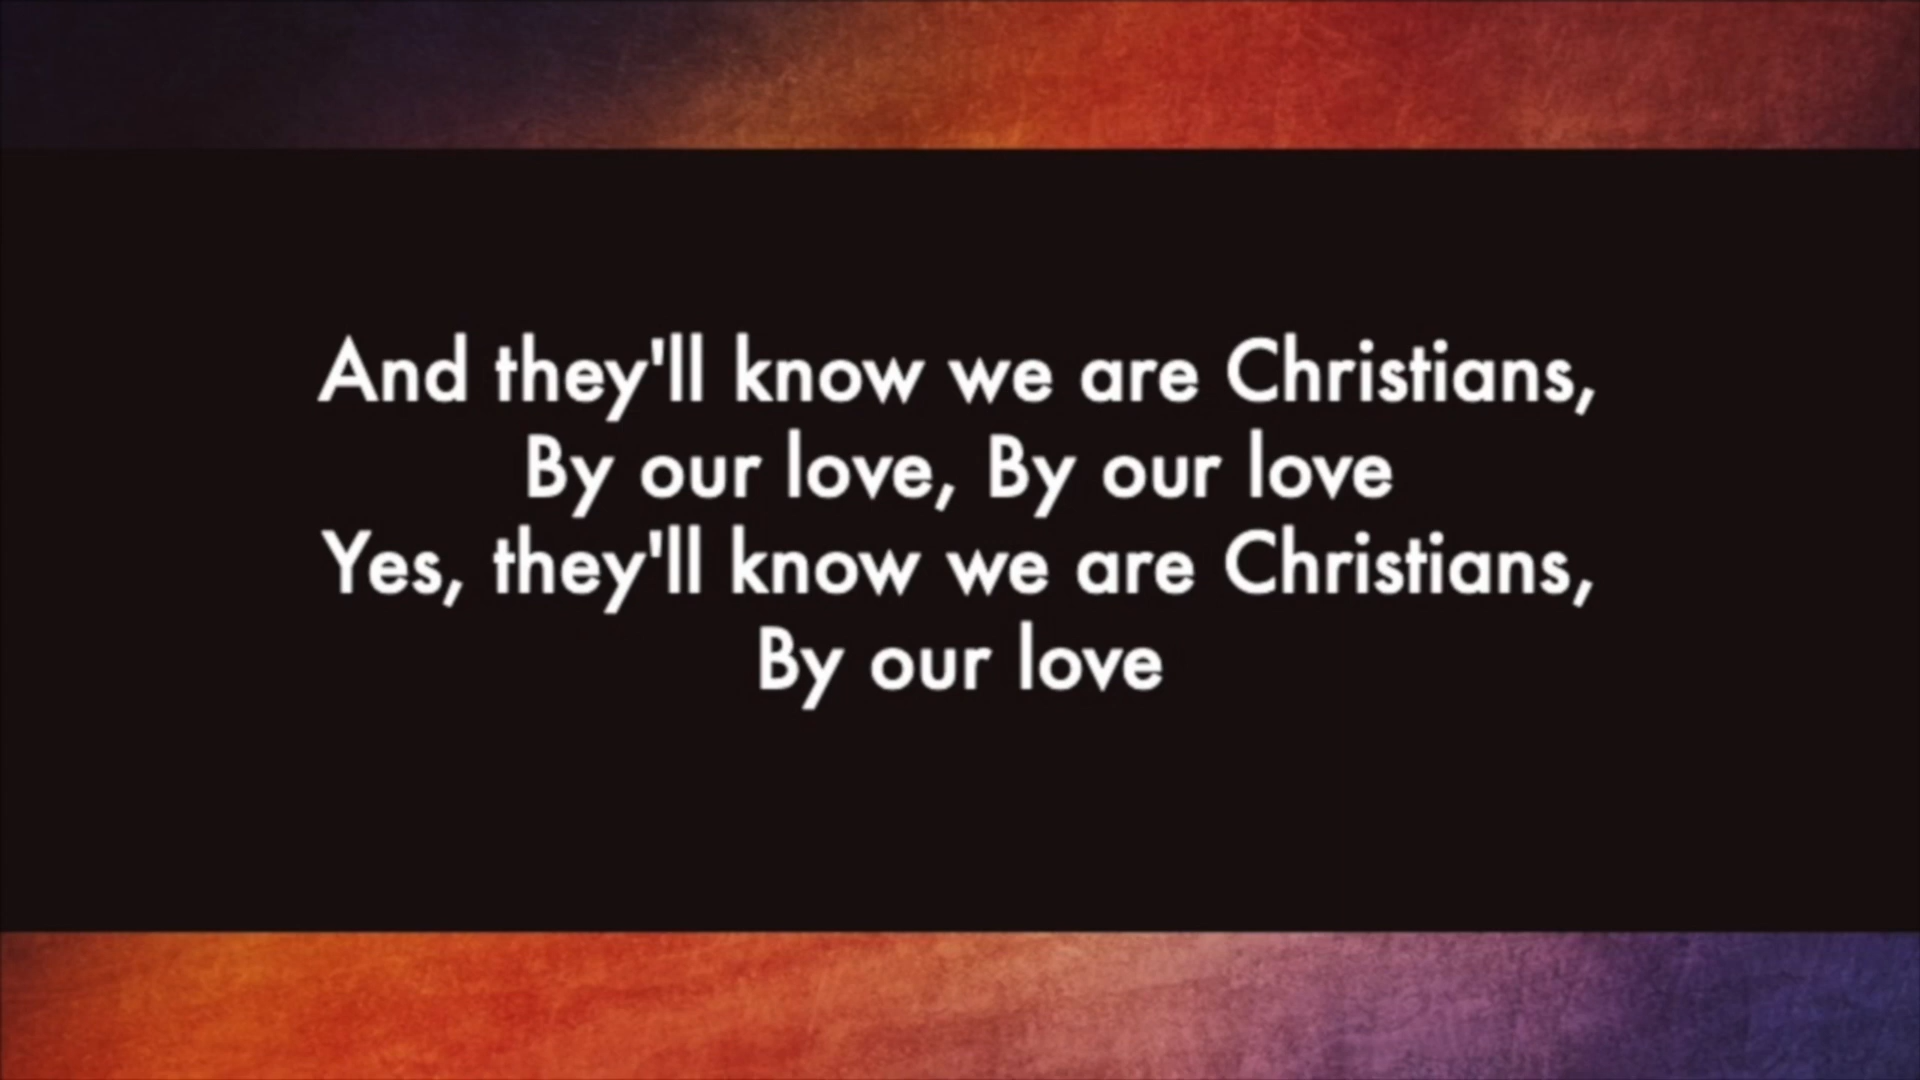 And they'll know we are Christians,
By our love, By our love
Yes, they'll know we are Christians,
By our love